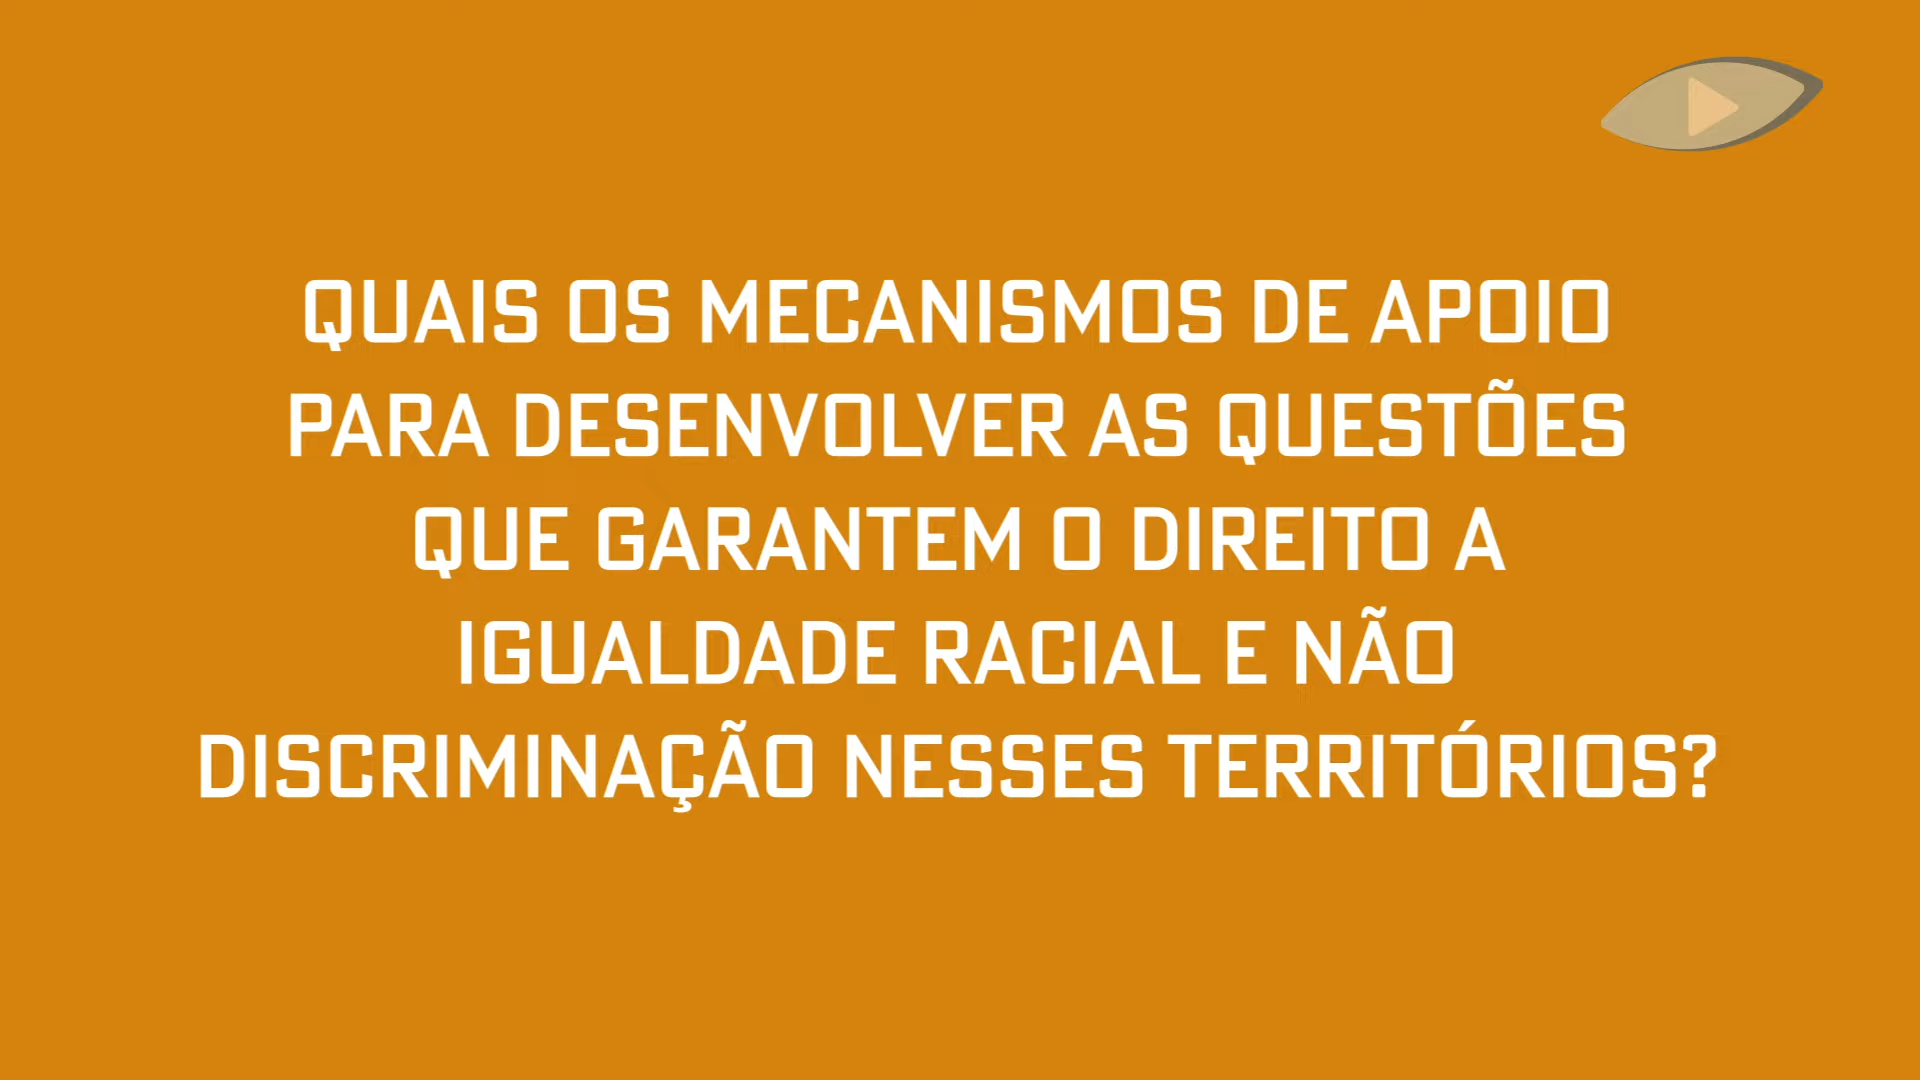 QUAIS OS MECANISMOS DE APOIO
PARA DESENVOLVER AS QUESTÕES
QUE GARANTEM O DIREITO A
IGUALDADE RACIAL E NÃO
DISCRIMINAÇÃO NESSES TERRITÓRIOS?